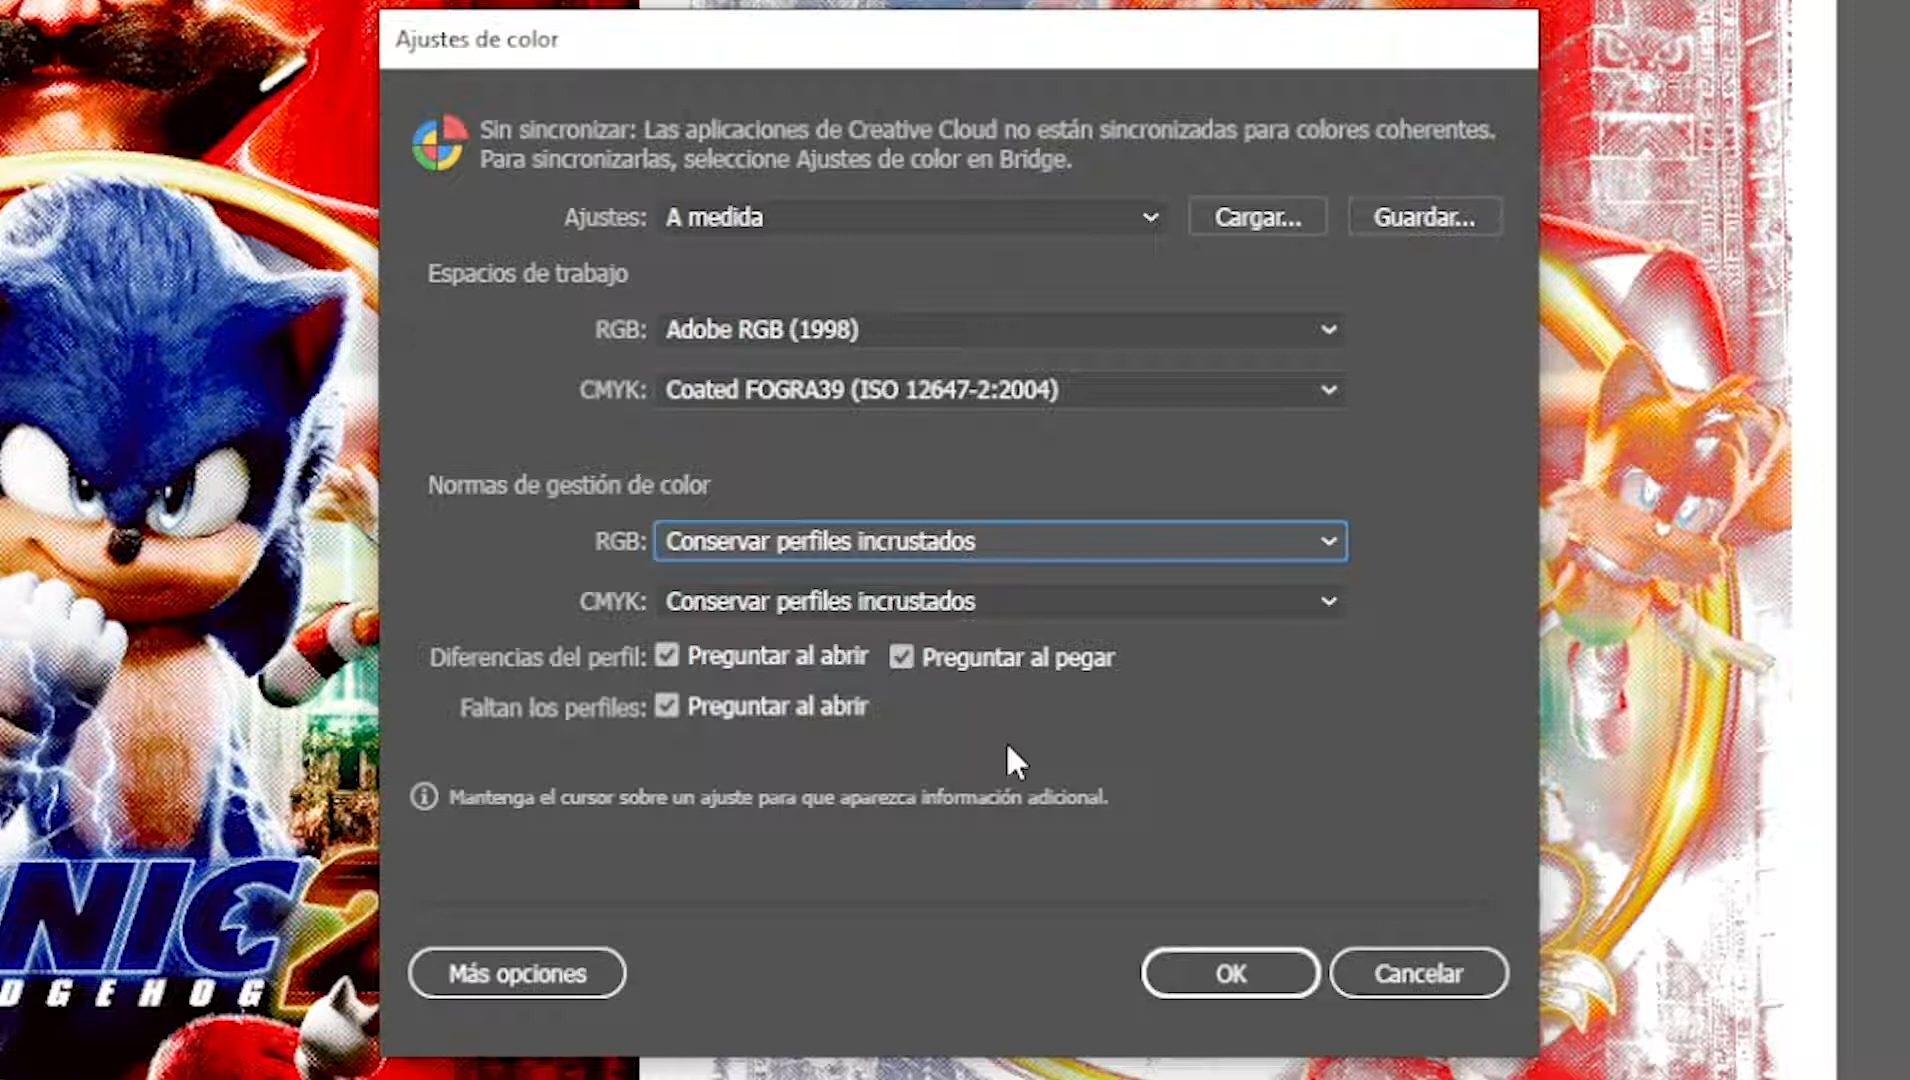 Ajustes de color
Sin sincronizar: Las aplicaciones de Creative Cloud no están sincronizadas para colores coherentes.
Para sincronizarlas, seleccione Ajustes de color en Bridge.
Ajustes: A medida Cargar... Guardar...
Espacios de trabajo
RGB: Adobe RGB (1998)
CMYK: Coated FOGRA39 (ISO 12647-2:2004)
Normas de gestión de color
RGB: Conservar perfiles incrustados
CMYK: Conservar perfiles incrustados
Diferencias del perfil: Preguntar al abrir Preguntar al pegar
Faltan los perfiles: Preguntar al abrir
Mantenga el cursor sobre un ajuste para que aparezca información adicional.
NIC 2
DGEHOG
Más opciones OK Cancelar